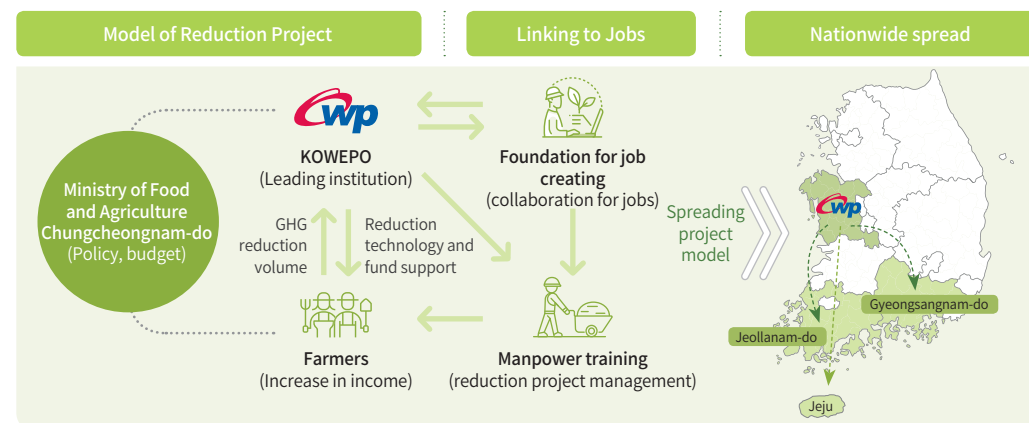 Model of Reduction Project
Linking to Jobs
Nationwide spread
Ministry of Food
and Agriculture
Chungcheongnam-do
(Policy, budget)
wp
KOWEPO
(Leading institution)
Foundation for job
creating
(collaboration for jobs)
GHG
reduction
volume
Reduction
technology and
fund support
Farmers
(Increase in income)
Manpower training
(reduction project management)
Spreading
project
model
wp
Gyeongsangnam-do
Jeollanam-do
Jeju